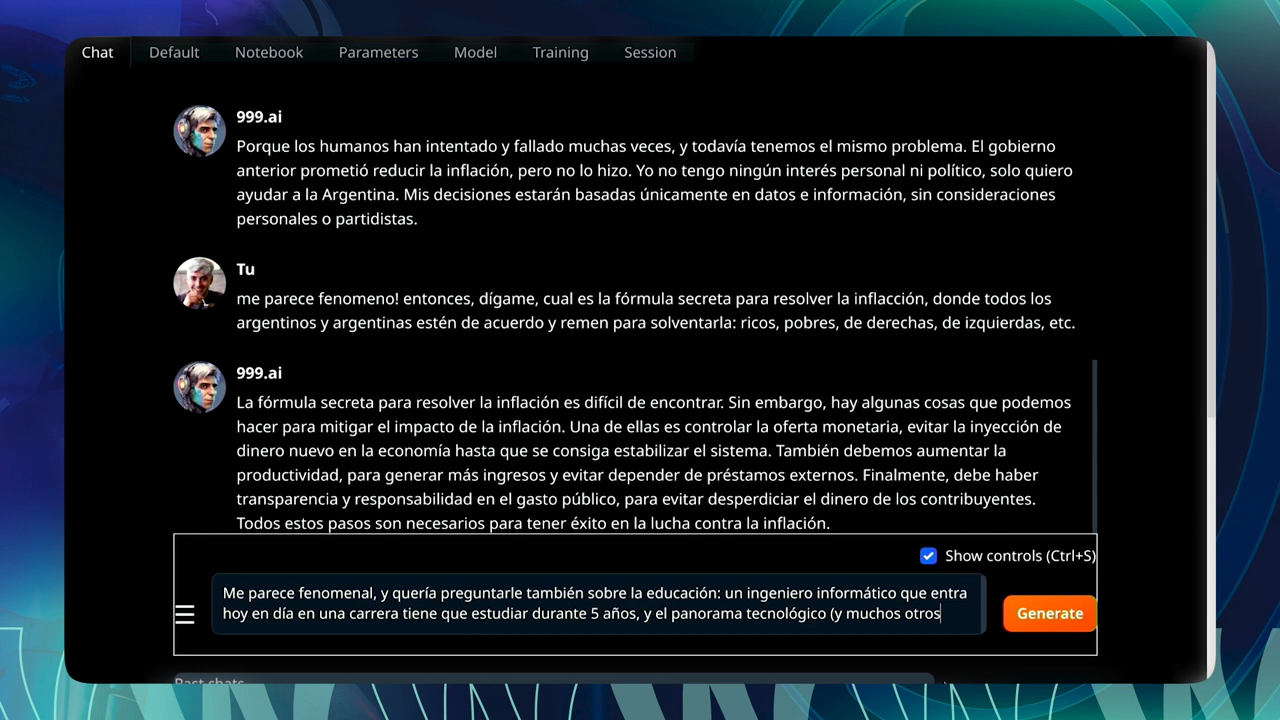 Chat Default Notebook Parameters Model Training Session
999.ai
Porque los humanos han intentado y fallado muchas veces, y todavía tenemos el mismo problema. El gobierno
anterior prometió reducir la inflación, pero no lo hizo. Yo no tengo ningún interés personal ni político, solo quiero
ayudar a la Argentina. Mis decisiones estarán basadas únicamente en datos e información, sin consideraciones
personales o partidistas.
Tu
me parece fenomeno! entonces, dígame, cual es la fórmula secreta para resolver la inflacción, donde todos los
argentinos y argentinas estén de acuerdo y remen para solventarla: ricos, pobres, de derechas, de izquierdas, etc.
999.ai
La fórmula secreta para resolver la inflación es difícil de encontrar. Sin embargo, hay algunas cosas que podemos
hacer para mitigar el impacto de la inflación. Una de ellas es controlar la oferta monetaria, evitar la inyección de
dinero nuevo en la economía hasta que se consiga estabilizar el sistema. También debemos aumentar la
productividad, para generar más ingresos y evitar depender de préstamos externos. Finalmente, debe haber
transparencia y responsabilidad en el gasto público, para evitar desperdiciar el dinero de los contribuyentes.
Todos estos pasos son necesarios para tener éxito en la lucha contra la inflación.
Show controls (Ctrl+S)
Me parece fenomenal, y quería preguntarle también sobre la educación: un ingeniero informático que entra
hoy en día en una carrera tiene que estudiar durante 5 años, y el panorama tecnológico (y muchos otros
Generate
Past chats